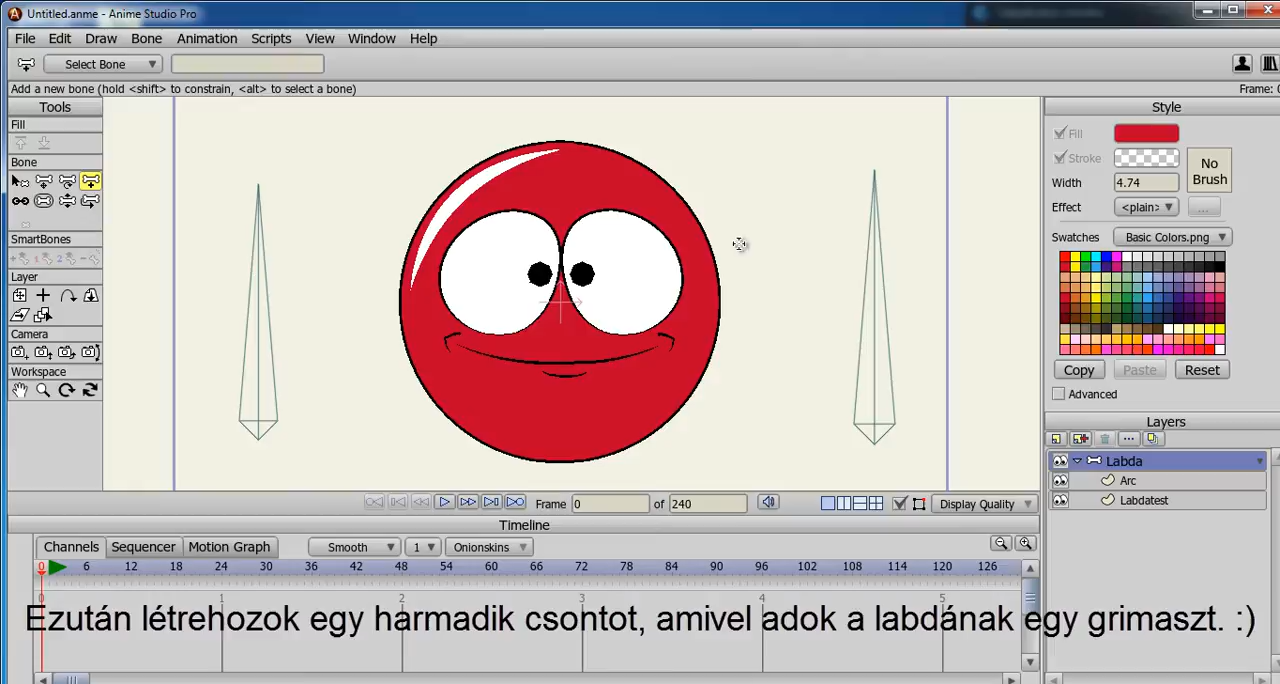 Untitled.anme - Anime Studio Pro
File Edit Draw Bone Animation Scripts View Window Help
Select Bone
Add a new bone (hold <shift> to constrain, <alt> to select a bone)
Frame: 0
Tools
Fill
Bone
SmartBones
Layer
Camera
Workspace
Style
Fill
Stroke
No Brush
Width 4.74
Effect <plain> ...
Swatches Basic Colors.png
Copy Paste Reset
Advanced
Layers
Labda
Arc
Labdatest
Frame 0 of 240 Display Quality
Timeline
Channels Sequencer Motion Graph Smooth 1 Onionskins
0 6 12 18 24 30 36 42 48 54 60 66 72 78 84 90 96 102 108 114 120 126
0 1 2 3 4 5
Ezután létrehozok egy harmadik csontot, amivel adok a labdának egy grimaszt. :)